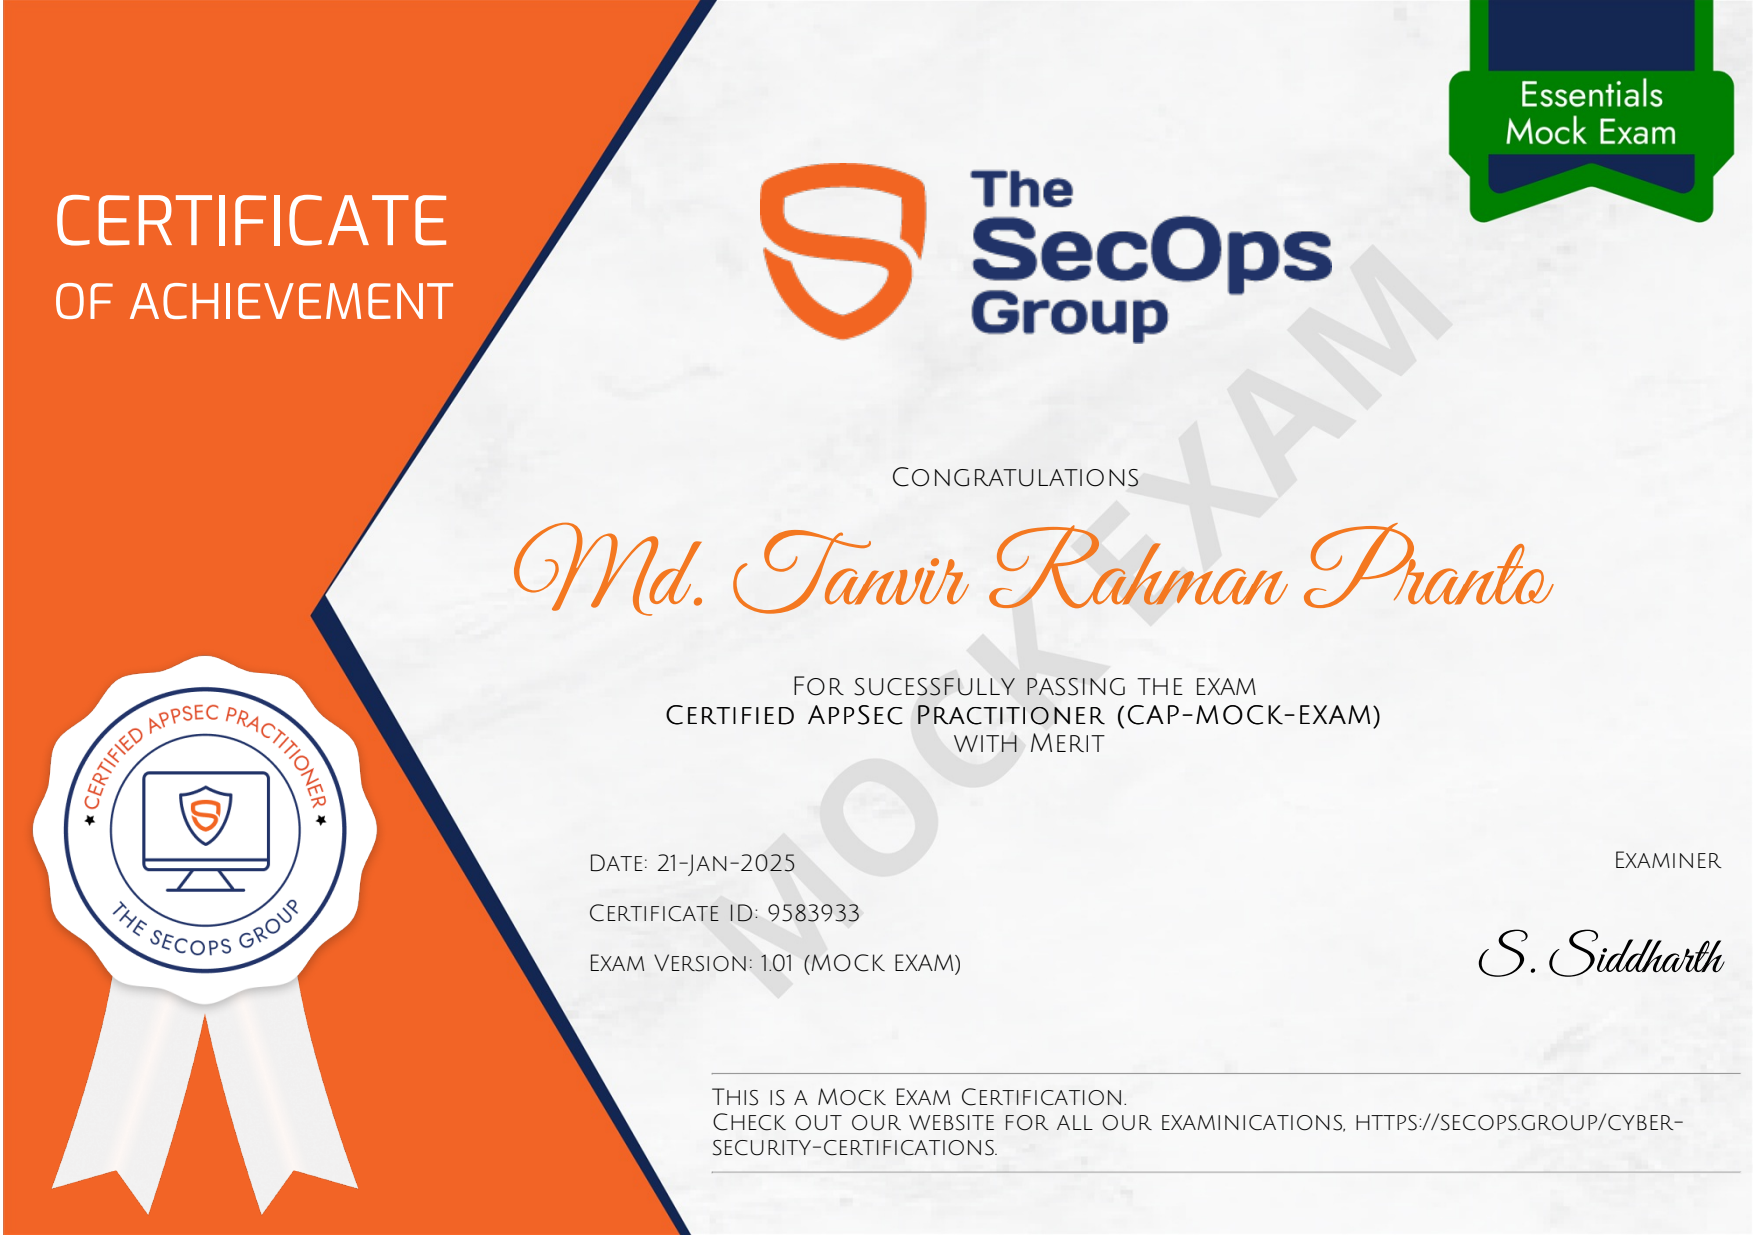 CERTIFICATE
OF ACHIEVEMENT
Essentials
Mock Exam
The
SecOps
Group
MOCK EXAM
Congratulations
Md. Tanvir Rahman Pranto
For sucessfully passing the exam
Certified AppSec Practitioner (CAP-MOCK-EXAM)
with Merit
CERTIFIED APPSEC PRACTITIONER
THE SECOPS GROUP
Date: 21-Jan-2025
Certificate ID: 9583933
Exam Version: 1.01 (MOCK EXAM)
Examiner
S. Siddharth
This is a Mock Exam Certification.
Check out our website for all our examinications, https://secops.group/cyber-
security-certifications.